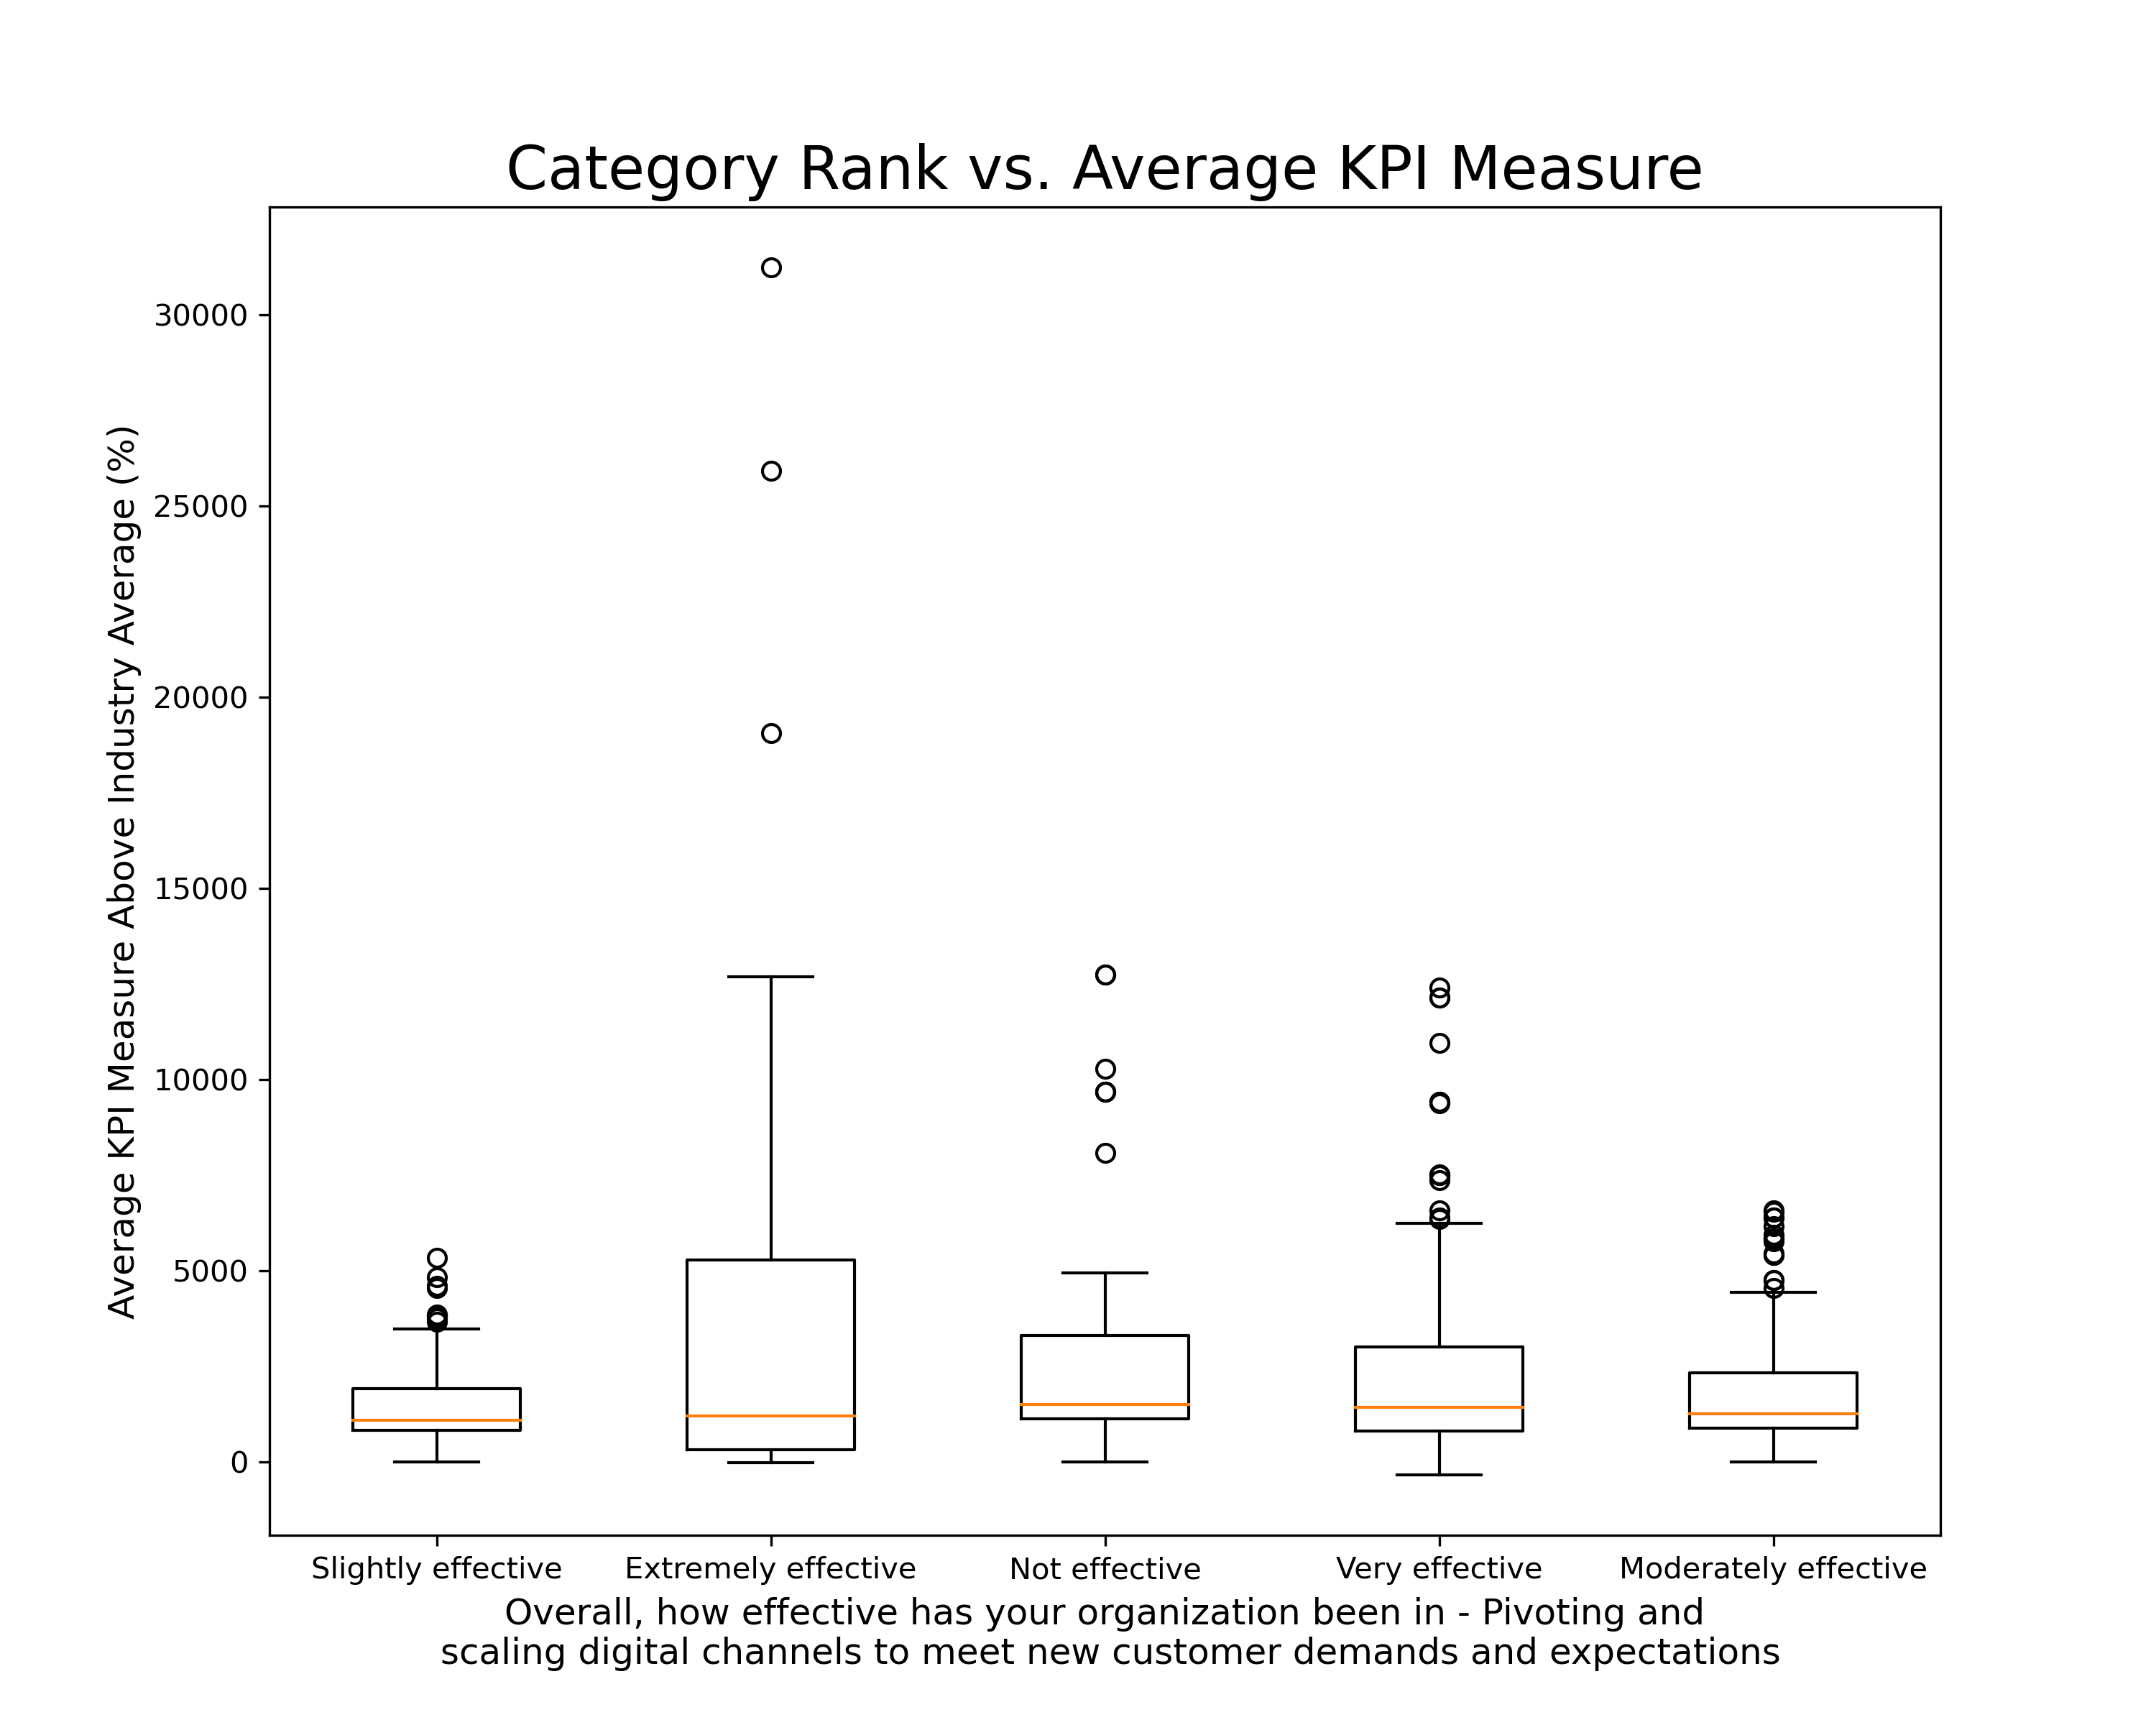 Category Rank vs. Average KPI Measure
Average KPI Measure Above Industry Average (%)
30000
25000
20000
15000
10000
5000
0
Slightly effective
Extremely effective
Not effective
Very effective
Moderately effective
Overall, how effective has your organization been in - Pivoting and
scaling digital channels to meet new customer demands and expectations